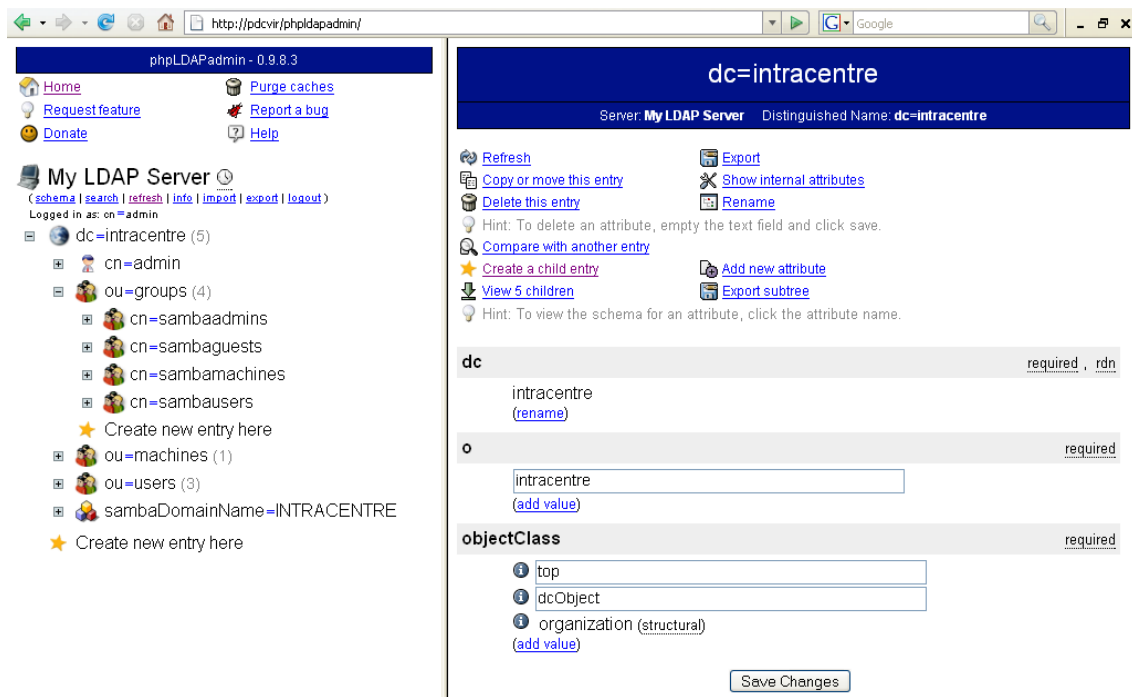 http://pdcvir/phpldapadmin/
Google
phpLDAPadmin - 0.9.8.3
Home
Purge caches
Request feature
Report a bug
Donate
Help
My LDAP Server
( schema | search | refresh | info | import | export | logout )
Logged in as: cn=admin
dc=intracentre (5)
cn=admin
ou=groups (4)
cn=sambaadmins
cn=sambaguests
cn=sambamachines
cn=sambausers
Create new entry here
ou=machines (1)
ou=users (3)
sambaDomainName=INTRACENTRE
Create new entry here
dc=intracentre
Server: My LDAP Server Distinguished Name: dc=intracentre
Refresh
Export
Copy or move this entry
Show internal attributes
Delete this entry
Rename
Hint: To delete an attribute, empty the text field and click save.
Compare with another entry
Create a child entry
Add new attribute
View 5 children
Export subtree
Hint: To view the schema for an attribute, click the attribute name.
dc
required , rdn
intracentre
(rename)
o
required
intracentre
(add value)
objectClass
required
top
dcObject
organization (structural)
(add value)
Save Changes